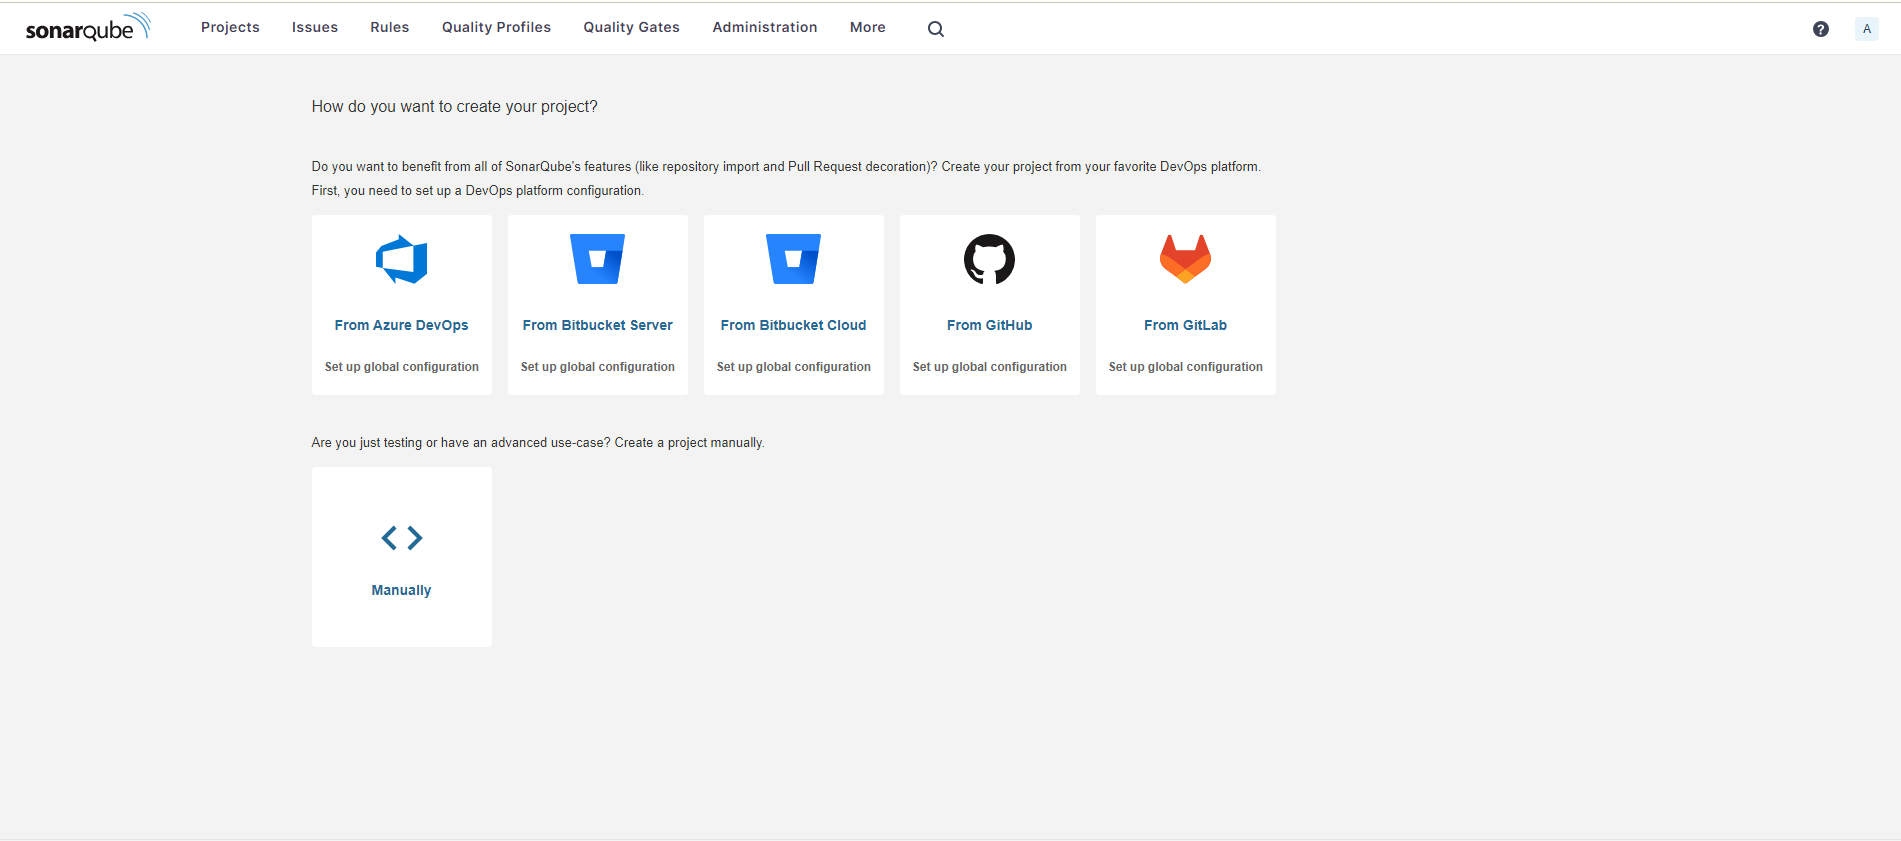 sonarqube Projects Issues Rules Quality Profiles Quality Gates Administration More ? A
How do you want to create your project?
Do you want to benefit from all of SonarQube's features (like repository import and Pull Request decoration)? Create your project from your favorite DevOps platform.
First, you need to set up a DevOps platform configuration.
From Azure DevOps From Bitbucket Server From Bitbucket Cloud From GitHub From GitLab
Set up global configuration Set up global configuration Set up global configuration Set up global configuration Set up global configuration
Are you just testing or have an advanced use-case? Create a project manually.
Manually